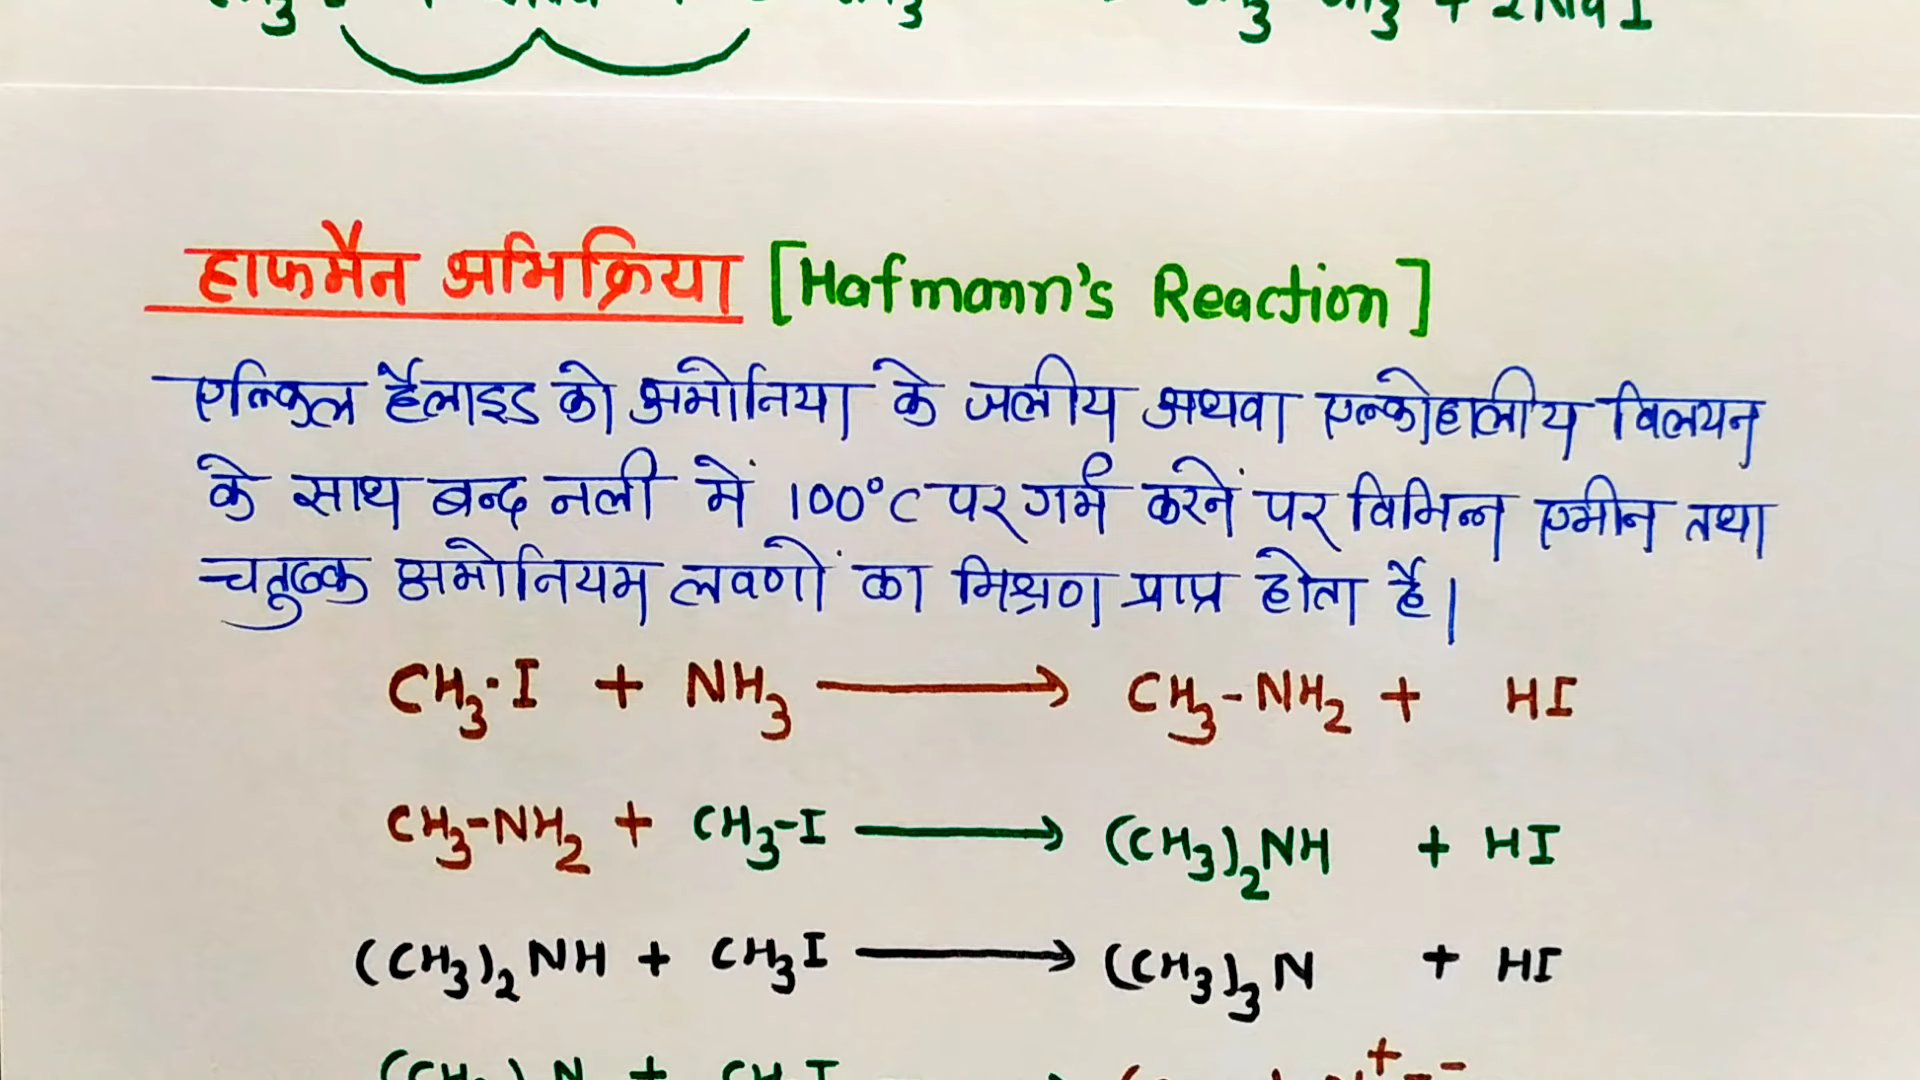 हाफमैन अभिक्रिया [Hafmann's Reaction]
एल्किल हैलाइड को अमोनिया के जलीय अथवा एल्कोहालीय विलयन
के साथ बन्द नली में 100°C पर गर्म करनें पर विभिन्न एमीन तथा
चतुष्क अमोनियम लवणों का मिश्रण प्राप्त होता है।
CH₃·I + NH₃ ⟶ CH₃-NH₂ + HI
CH₃-NH₂ + CH₃-I ⟶ (CH₃)₂NH + HI
(CH₃)₂NH + CH₃I ⟶ (CH₃)₃N + HI